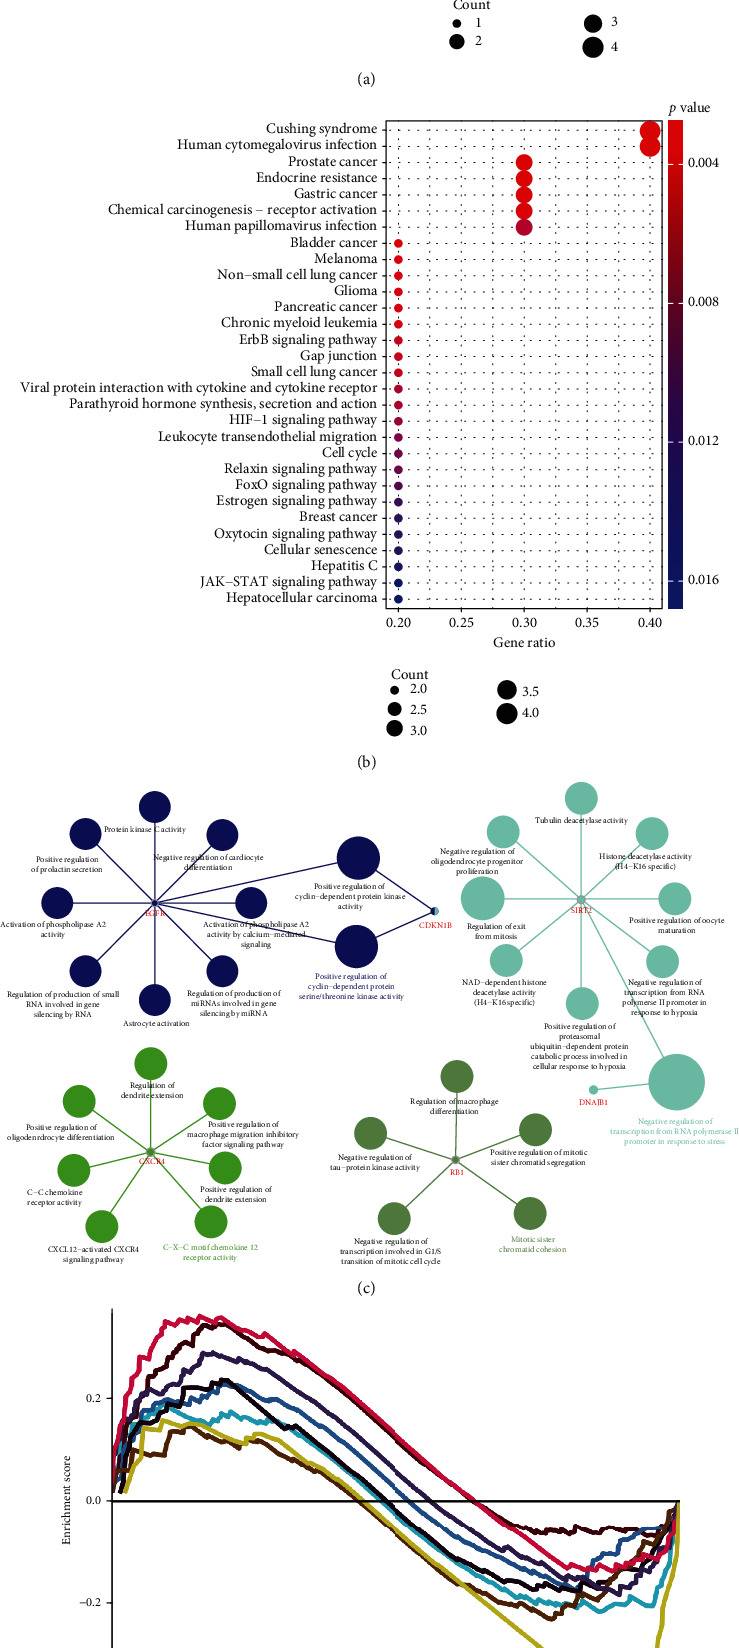 Count
1
3
2
4
(a)
p value
Cushing syndrome
Human cytomegalovirus infection
Prostate cancer
0.004
Endocrine resistance
Gastric cancer
Chemical carcinogenesis − receptor activation
Human papillomavirus infection
Bladder cancer
Melanoma
Non−small cell lung cancer
Glioma
Pancreatic cancer
0.008
Chronic myeloid leukemia
ErbB signaling pathway
Gap junction
Small cell lung cancer
Viral protein interaction with cytokine and cytokine receptor
Parathyroid hormone synthesis, secretion and action
HIF−1 signaling pathway
Leukocyte transendothelial migration
0.012
Cell cycle
Relaxin signaling pathway
FoxO signaling pathway
Estrogen signaling pathway
Breast cancer
Oxytocin signaling pathway
Cellular senescence
Hepatitis C
JAK−STAT signaling pathway
0.016
Hepatocellular carcinoma
0.20 0.25 0.30 0.35 0.40
Gene ratio
Count
2.0
3.5
2.5
4.0
3.0
(b)
Protein kinase C activity
Positive regulation
of prolactin secretion
Negative regulation of cardiocyte
differentiation
EGFR
Activation of phospholipase A2
activity
Activation of phospholipase A2
activity by calcium−mediated
signaling
Regulation of production of small
RNA involved in gene
silencing by RNA
Astrocyte activation
Regulation of production of
miRNAs involved in gene
silencing by miRNA
Positive regulation of
cyclin−dependent protein kinase
activity
CDKN1B
Positive regulation of
cyclin−dependent protein
serine/threonine kinase activity
Tubulin deacetylase activity
Negative regulation of
oligodendrocyte progenitor
proliferation
Histone deacetylase activity
(H4−K16 specific)
SIRT2
Regulation of exit
from mitosis
Positive regulation of oocyte
maturation
NAD−dependent histone
deacetylase activity
(H4−K16 specific)
Negative regulation of
transcription from RNA
polymerase II promoter in
response to hypoxia
Positive regulation of
proteasomal
ubiquitin−dependent protein
catabolic process involved in
cellular response to hypoxia
DNAJB1
Negative regulation of
transcription from RNA polymerase II
promoter in response to stress
Regulation of
dendrite extension
Positive regulation of
oligodenrdrocyte differentiation
Positive regulation of
macrophage migration inhibitory
factor signaling pathway
CXCR4
C−C chemokine
receptor activity
Positive regulation of
dendrite extension
CXCL12−activated CXCR4
signaling pathway
C−X−C motif chemokine 12
receptor activity
Regulation of macrophage
differentiation
Negative regulation of
tau−protein kinase activity
Positive regulation of mitotic
sister chromatid segregation
RB1
Negative regulation of
transcription involved in G1/S
transition of mitotic cell cycle
Mitotic sister
chromatid cohesion
(c)
0.2
0.0
−0.2
Enrichment score